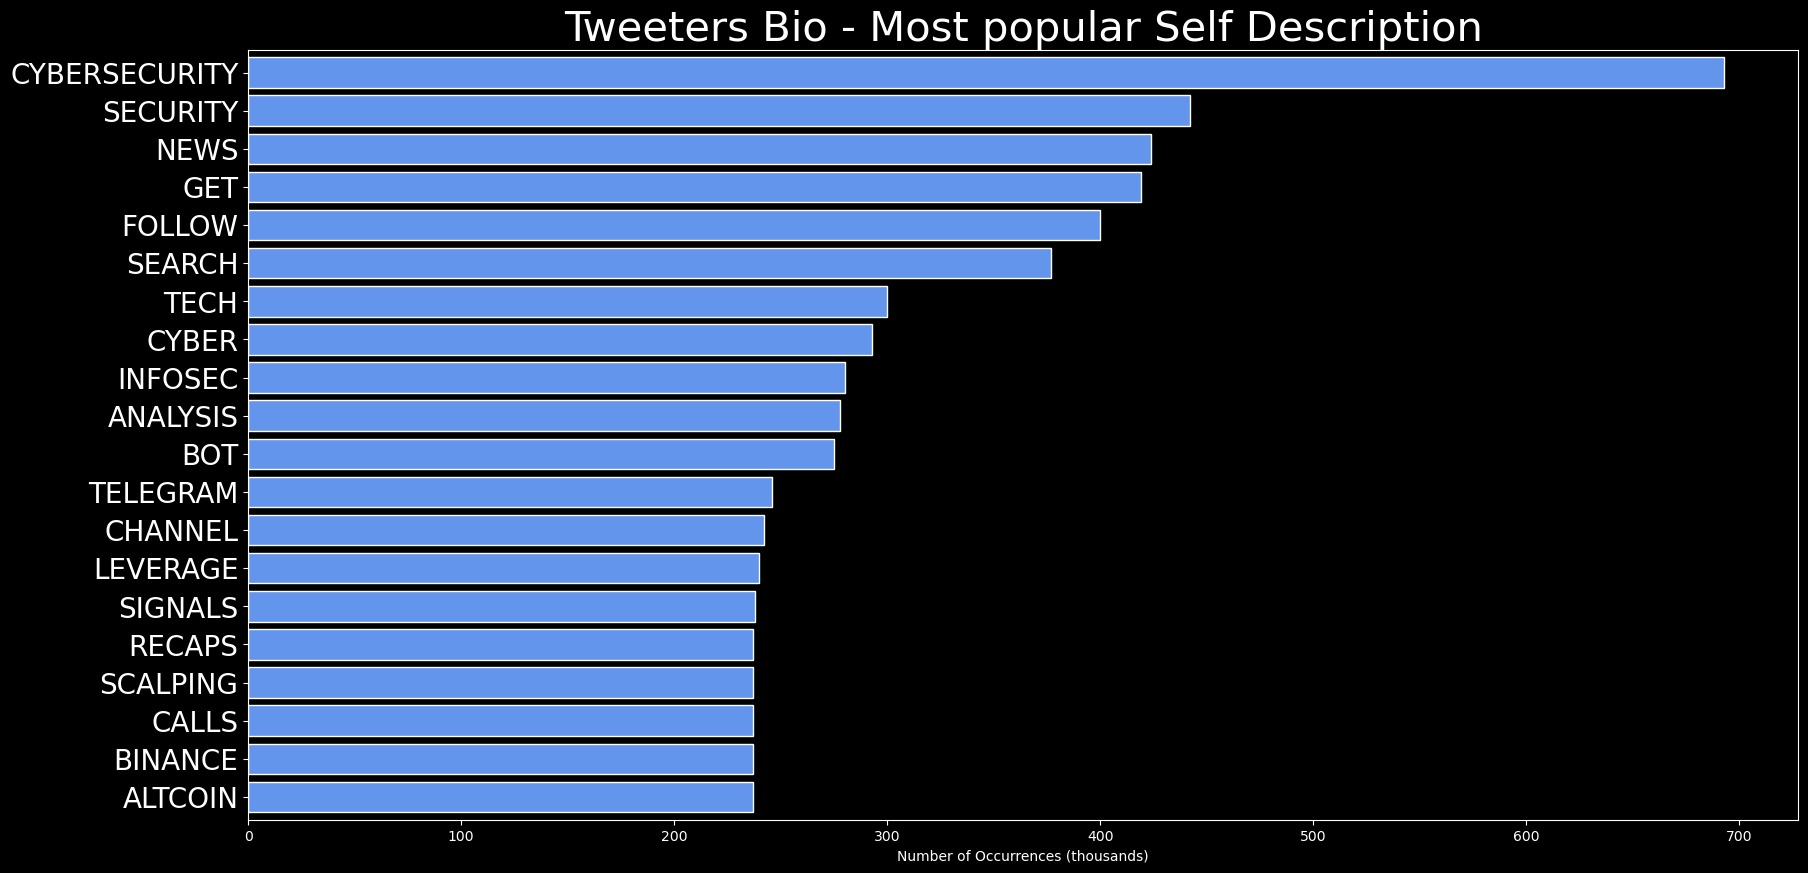 Tweeters Bio - Most popular Self Description
CYBERSECURITY
SECURITY
NEWS
GET
FOLLOW
SEARCH
TECH
CYBER
INFOSEC
ANALYSIS
BOT
TELEGRAM
CHANNEL
LEVERAGE
SIGNALS
RECAPS
SCALPING
CALLS
BINANCE
ALTCOIN
0 100 200 300 400 500 600 700
Number of Occurrences (thousands)